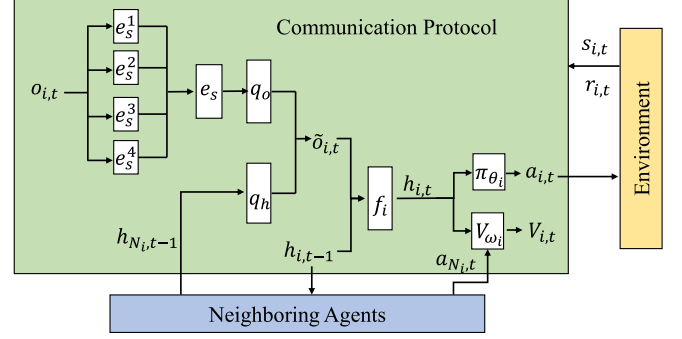 Communication Protocol
o_{i,t}
e_s^1
e_s^2
e_s^3
e_s^4
e_s
q_o
q_h
õ_{i,t}
h_{N_i,t-1}
h_{i,t-1}
f_i
h_{i,t}
π_{θ_i}
a_{i,t}
V_{ω_i}
V_{i,t}
a_{N_i,t}
s_{i,t}
r_{i,t}
Environment
Neighboring Agents